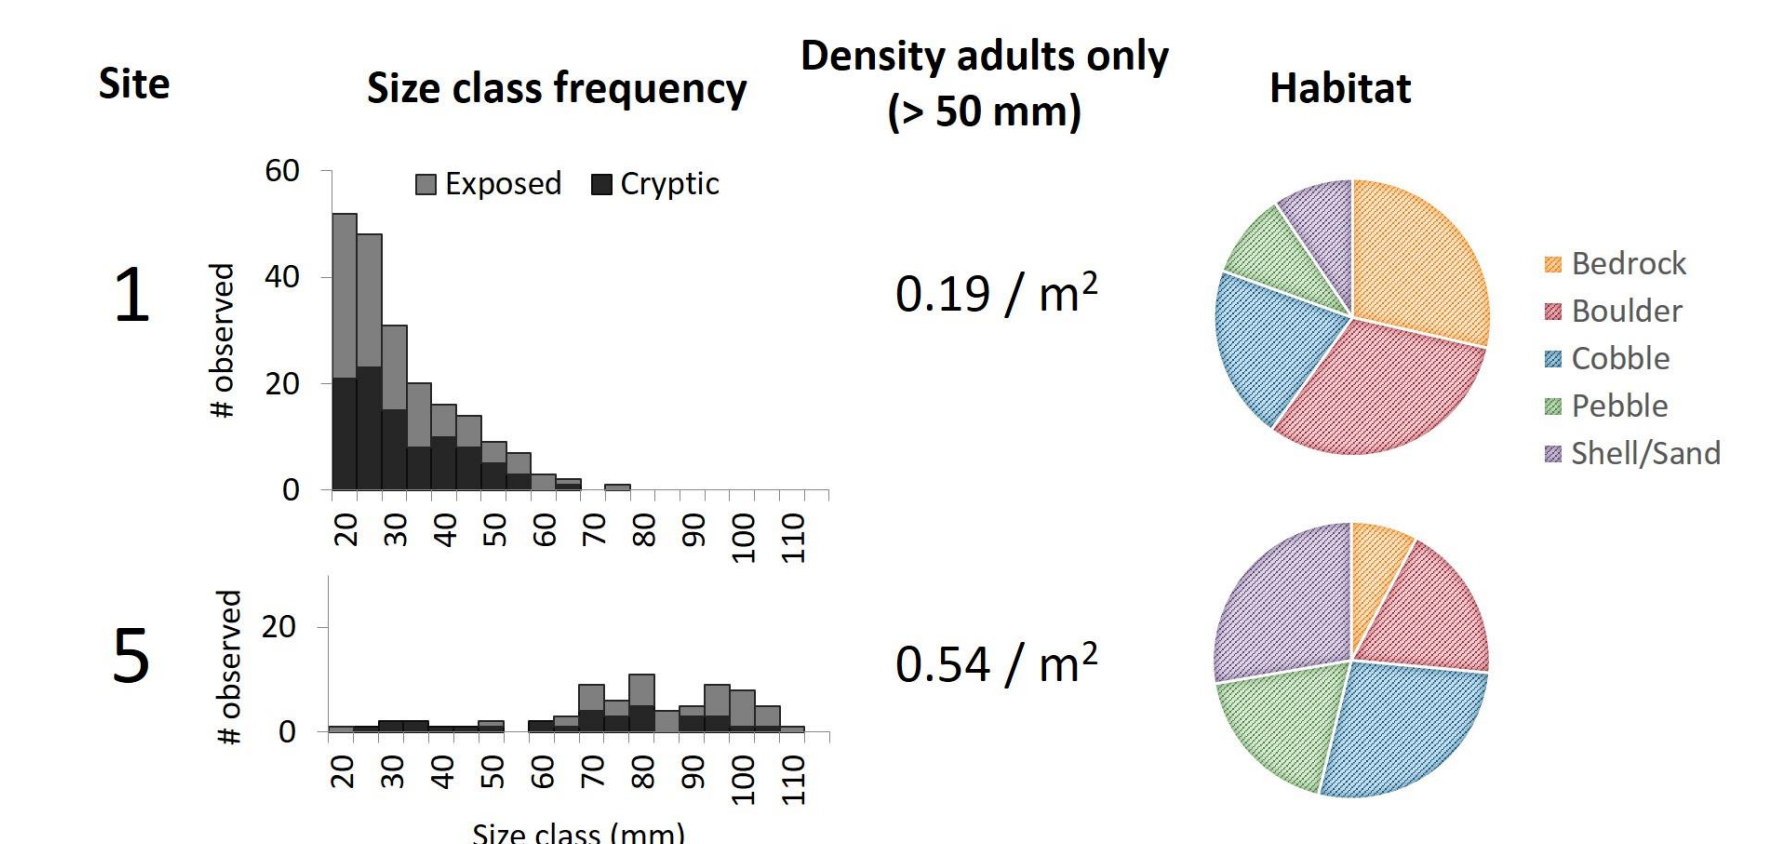 Site
Size class frequency
Density adults only
(> 50 mm)
Habitat
1
# observed
60
40
20
0
Exposed
Cryptic
20 30 40 50 60 70 80 90 100 110
0.19 / m²
Bedrock
Boulder
Cobble
Pebble
Shell/Sand
5
# observed
20
0
20 30 40 50 60 70 80 90 100 110
Size class (mm)
0.54 / m²